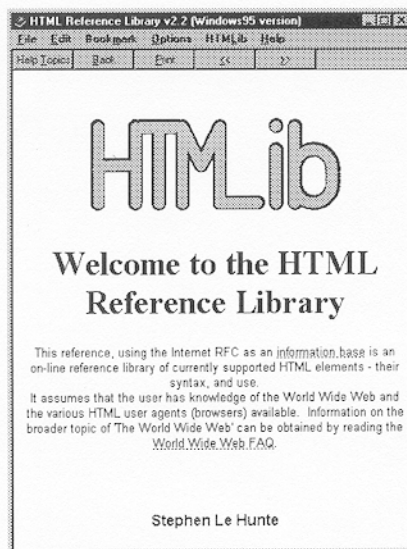 HTML Reference Library v2.2 (Windows95 version)
File Edit Bookmark Options HTMLib Help
Help Topics Back Print << >>
HTMLib
Welcome to the HTML
Reference Library
This reference, using the Internet RFC as an information base is an
on-line reference library of currently supported HTML elements - their
syntax, and use.
It assumes that the user has knowledge of the World Wide Web and
the various HTML user agents (browsers) available. Information on the
broader topic of 'The World Wide Web' can be obtained by reading the
World Wide Web FAQ.
Stephen Le Hunte